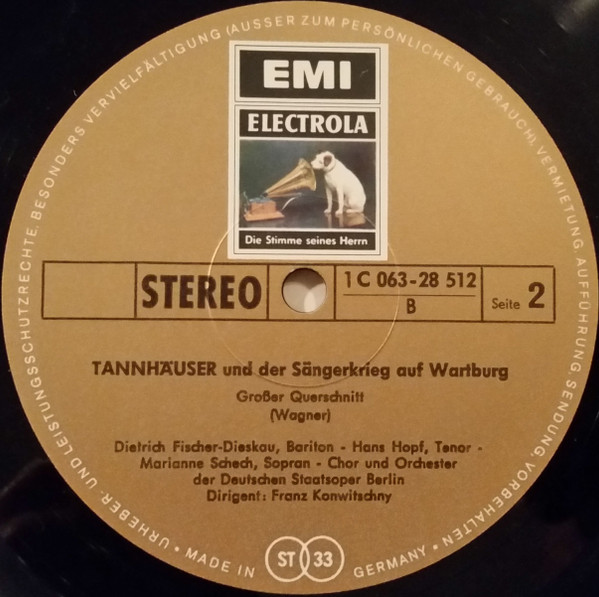 URHEBER- UND LEISTUNGSSCHUTZRECHTE, BESONDERS VERVIELFÄLTIGUNG (AUSSER ZUM PERSÖNLICHEN GEBRAUCH), VERMIETUNG, AUFFÜHRUNG, SENDUNG, VORBEHALTEN
EMI
ELECTROLA
Die Stimme seines Herrn
STEREO
1 C 063-28 512
B
Seite 2
TANNHÄUSER und der Sängerkrieg auf Wartburg
Großer Querschnitt
(Wagner)
Dietrich Fischer-Dieskau, Bariton - Hans Hopf, Tenor -
Marianne Schech, Sopran - Chor und Orchester
der Deutschen Staatsoper Berlin
Dirigent: Franz Konwitschny
• MADE IN ST 33 GERMANY •